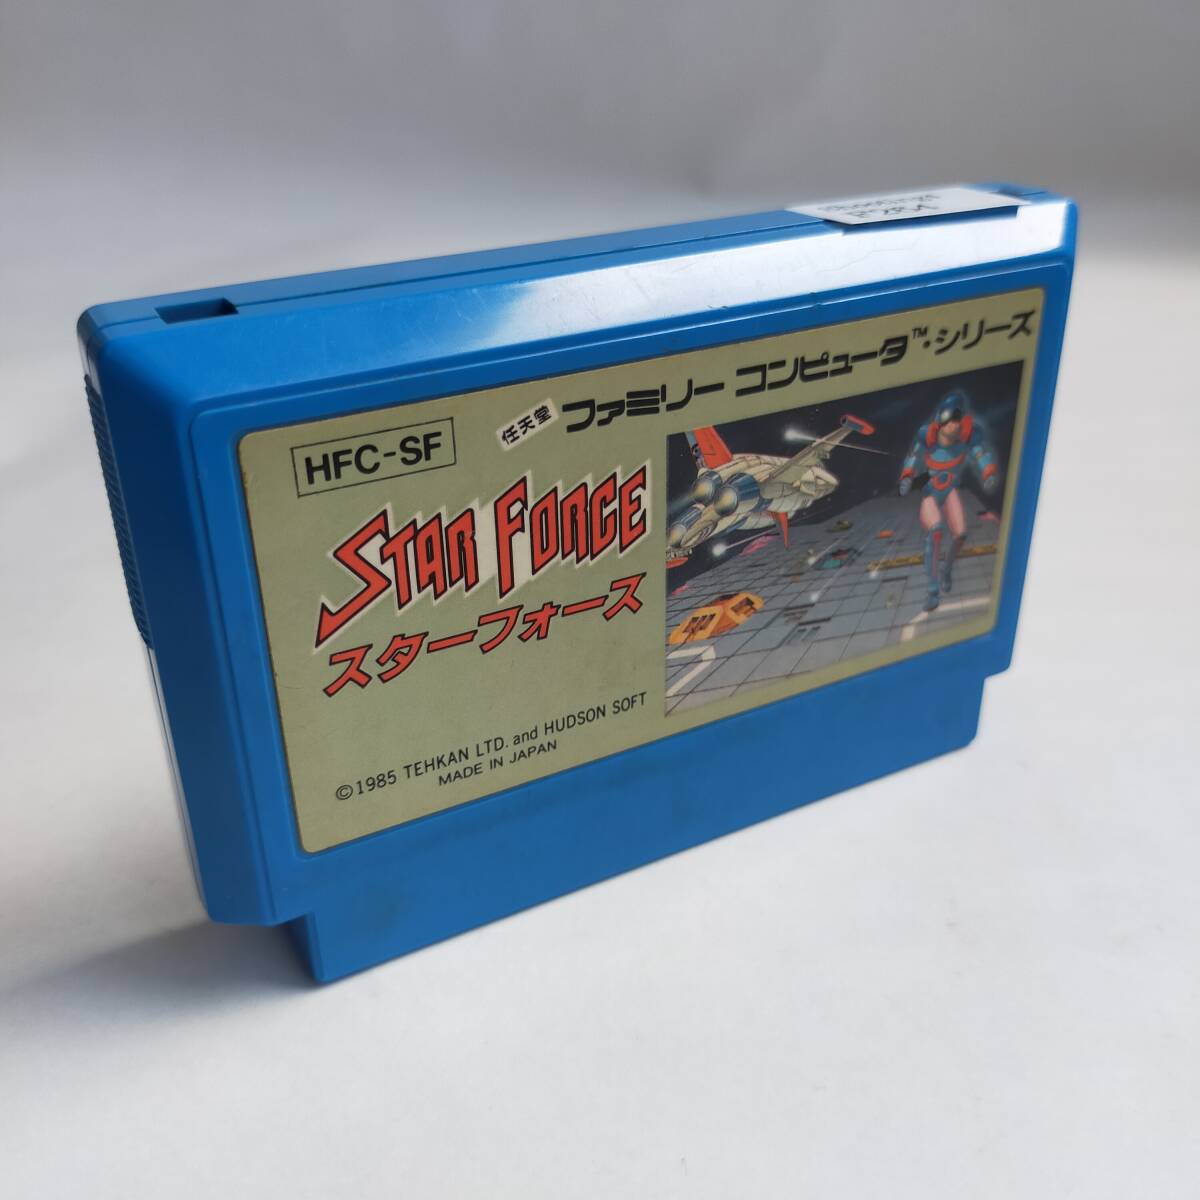 HFC-SF
任天堂 ファミリー コンピュータ™・シリーズ
STAR FORCE
スターフォース
©1985 TEHKAN LTD. and HUDSON SOFT
MADE IN JAPAN